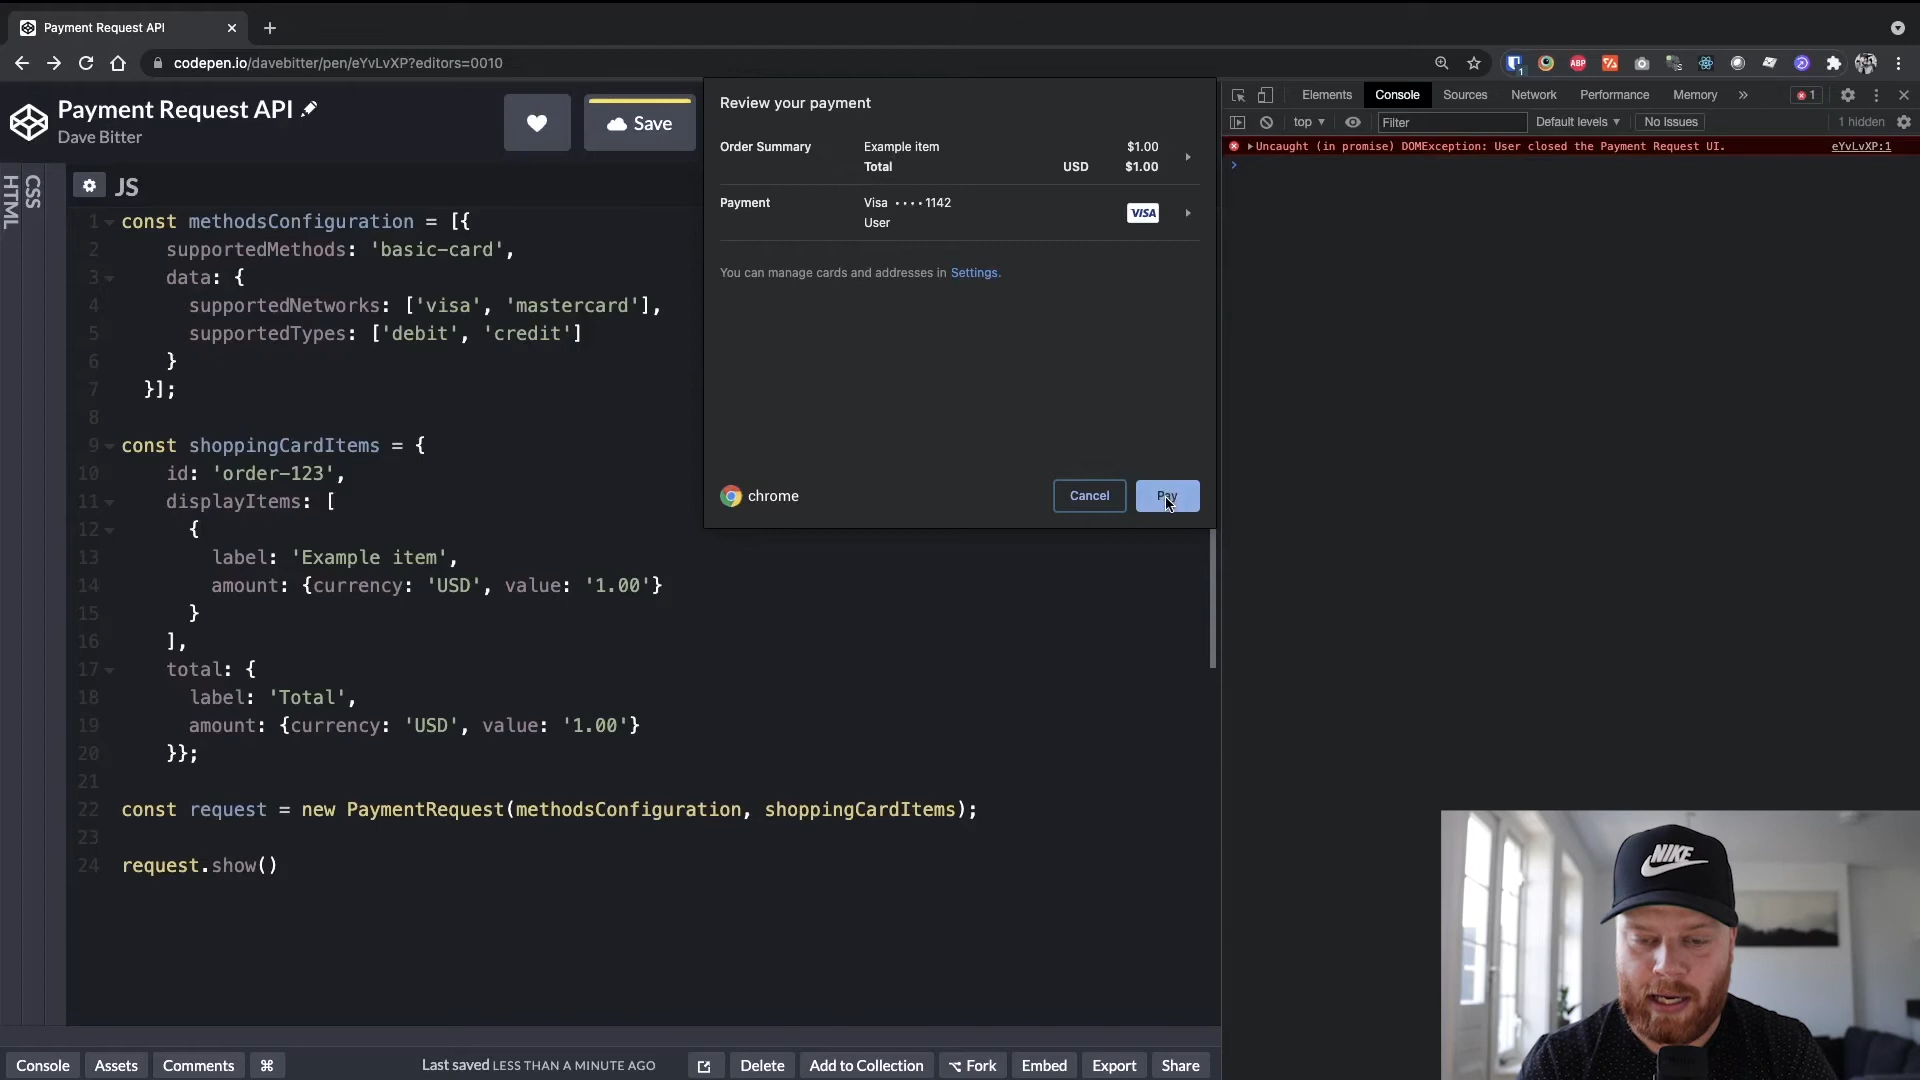 Payment Request API
codepen.io/davebitter/pen/eYvLvXP?editors=0010
1
ABP
Payment Request API
Dave Bitter
Save
HTML
CSS
JS
1 const methodsConfiguration = [{
2 supportedMethods: 'basic-card',
3 data: {
4 supportedNetworks: ['visa', 'mastercard'],
5 supportedTypes: ['debit', 'credit']
6 }
7 }];
8
9 const shoppingCardItems = {
10 id: 'order-123',
11 displayItems: [
12 {
13 label: 'Example item',
14 amount: {currency: 'USD', value: '1.00'}
15 }
16 ],
17 total: {
18 label: 'Total',
19 amount: {currency: 'USD', value: '1.00'}
20 }};
21
22 const request = new PaymentRequest(methodsConfiguration, shoppingCardItems);
23
24 request.show()
Review your payment
Order Summary Example item $1.00
Total USD $1.00
Payment Visa ••••1142
VISA
User
You can manage cards and addresses in Settings.
chrome
Cancel
Pay
Elements Console Sources Network Performance Memory » 1
top Filter Default levels No Issues 1 hidden
Uncaught (in promise) DOMException: User closed the Payment Request UI. eYvLvXP:1
>
NIKE
Console Assets Comments ⌘ Last saved LESS THAN A MINUTE AGO Delete Add to Collection Fork Embed Export Share